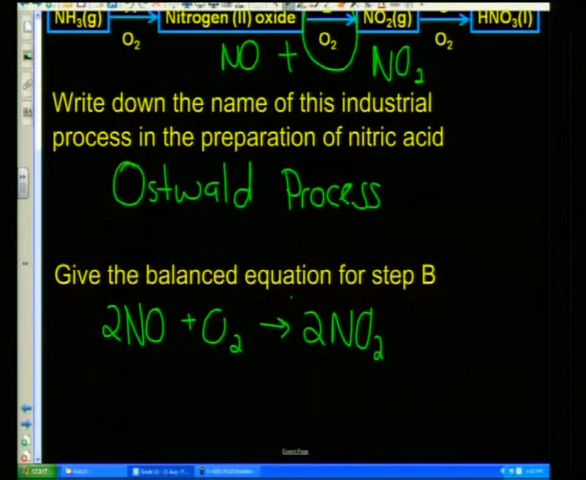 NH₃(g) Nitrogen (II) oxide NO₂(g) HNO₃(l)
O₂ O₂ O₂
NO + NO₂
Write down the name of this industrial
process in the preparation of nitric acid
Ostwald Process
Give the balanced equation for step B
2NO + O₂ → 2NO₂
start